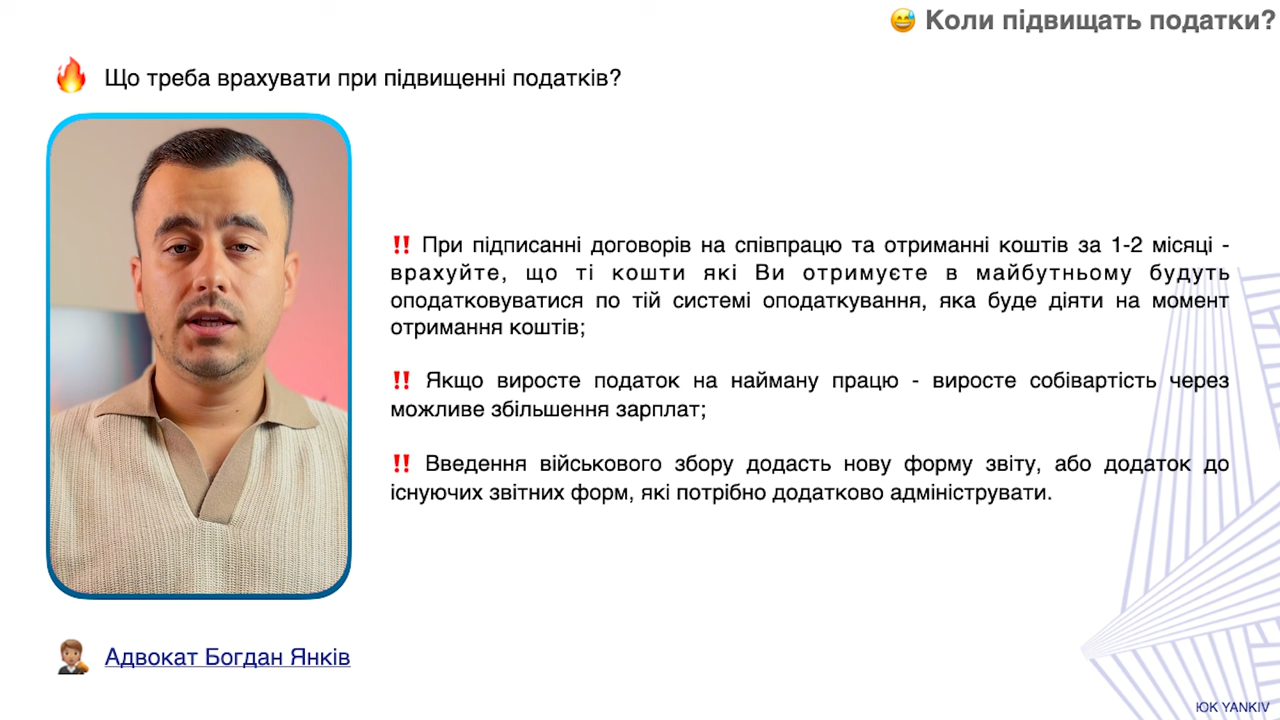 😅 Коли підвищать податки?
🔥 Що треба врахувати при підвищенні податків?
‼️ При підписанні договорів на співпрацю та отриманні коштів за 1-2 місяці -
врахуйте, що ті кошти які Ви отримуєте в майбутньому будуть
оподатковуватися по тій системі оподаткування, яка буде діяти на момент
отримання коштів;
‼️ Якщо виросте податок на найману працю - виросте собівартість через
можливе збільшення зарплат;
‼️ Введення військового збору додасть нову форму звіту, або додаток до
існуючих звітних форм, які потрібно додатково адмініструвати.
Адвокат Богдан Янків
ЮК YANKIV